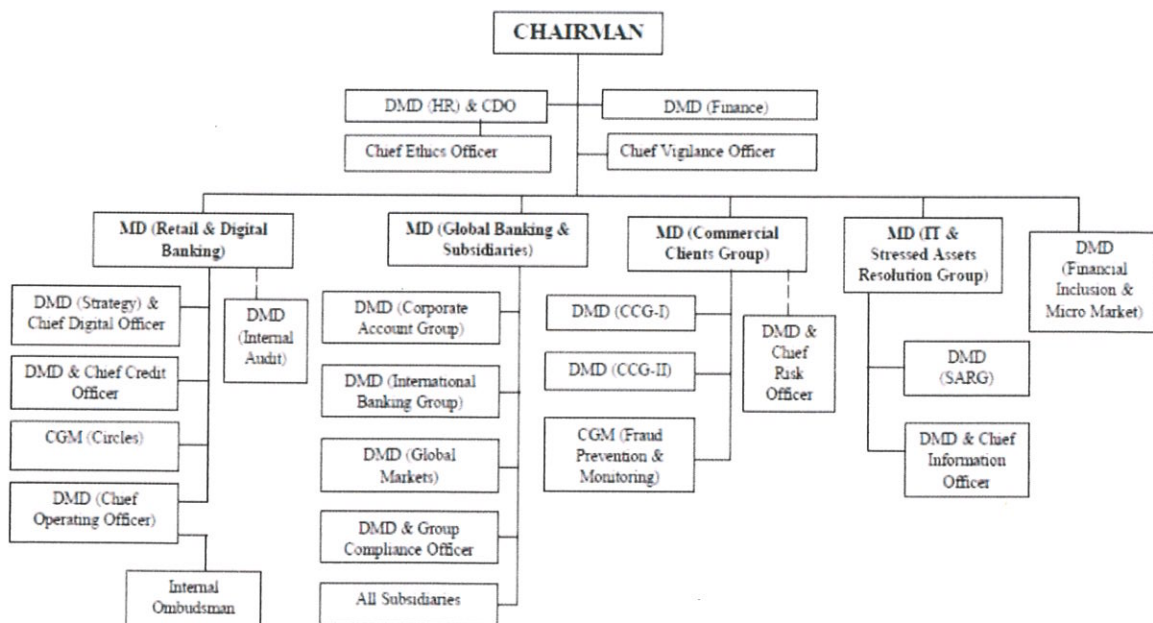 CHAIRMAN
DMD (HR) & CDO
DMD (Finance)
Chief Ethics Officer
Chief Vigilance Officer
MD (Retail & Digital
Banking)
MD (Global Banking &
Subsidiaries)
MD (Commercial
Clients Group)
MD (IT &
Stressed Assets
Resolution Group)
DMD
(Financial
Inclusion &
Micro Market)
DMD (Strategy) &
Chief Digital Officer
DMD
(Internal
Audit)
DMD & Chief Credit
Officer
CGM (Circles)
DMD (Chief
Operating Officer)
Internal
Ombudsman
DMD (Corporate
Account Group)
DMD (International
Banking Group)
DMD (Global
Markets)
DMD & Group
Compliance Officer
All Subsidiaries
DMD (CCG-I)
DMD (CCG-II)
CGM (Fraud
Prevention &
Monitoring)
DMD &
Chief
Risk
Officer
DMD
(SARG)
DMD & Chief
Information
Officer